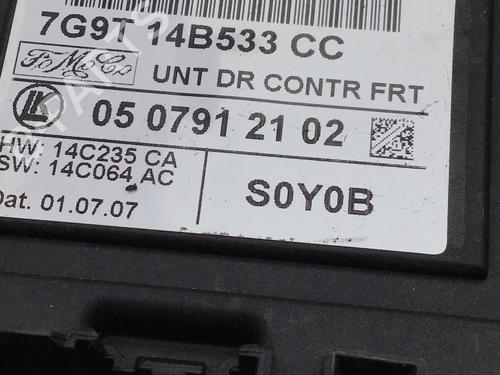 7G9T 14B533 CC
FoMoCo
UNT DR CONTR FRT
LK
05 0791 21 02
HW: 14C235 CA
SW: 14C064 AC
Dat. 01.07.07
S0Y0B